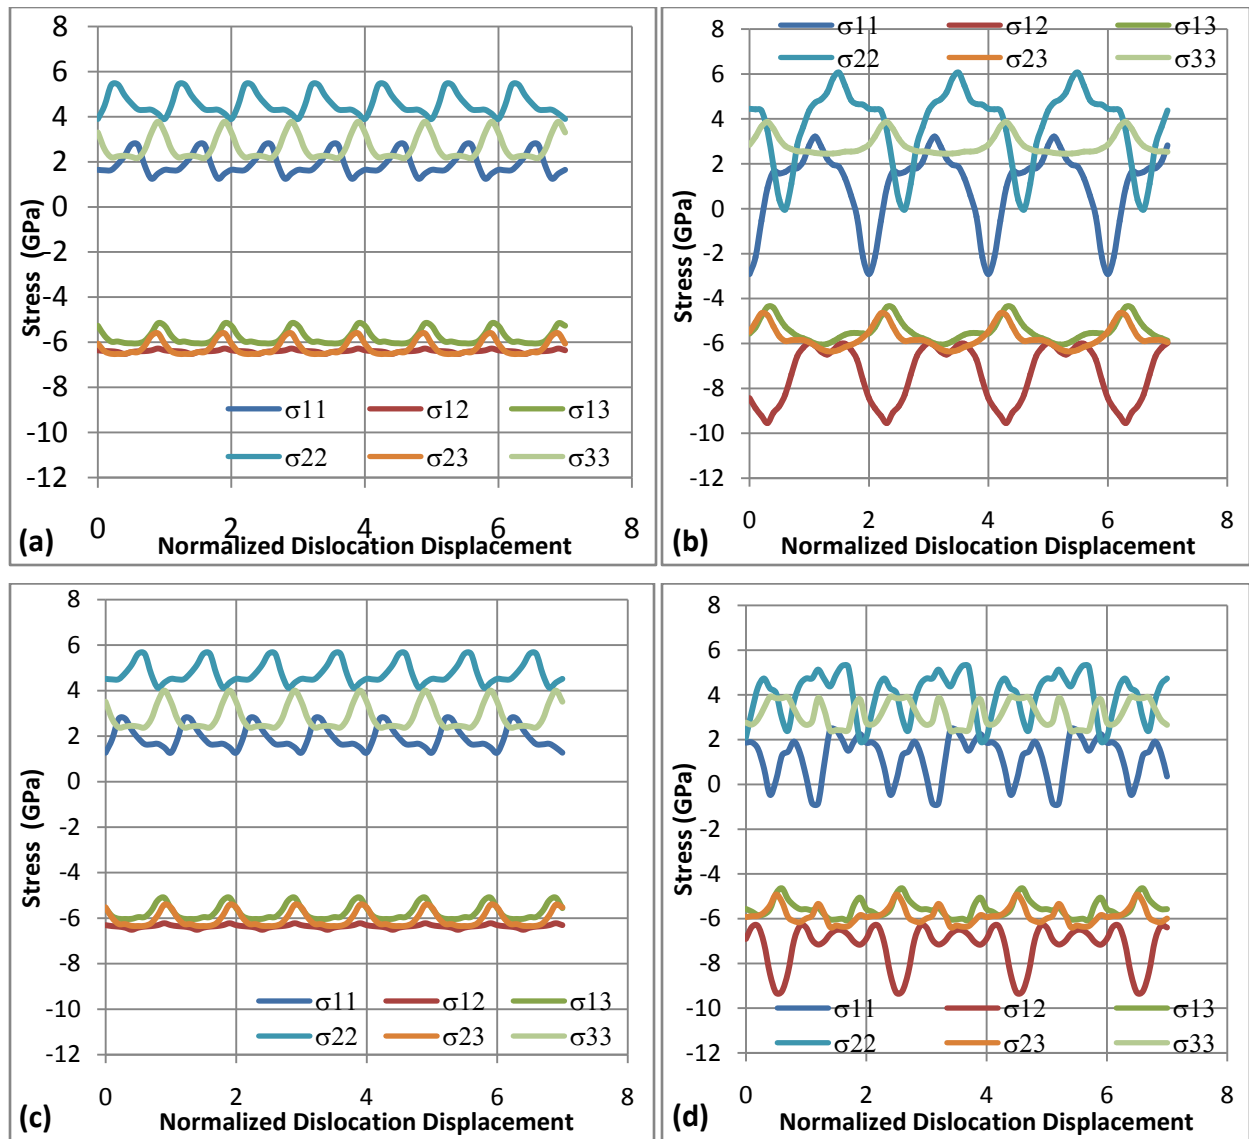 8
6
4
2
0
-2
-4
-6
-8
-10
-12
Stress (GPa)
σ11 σ12 σ13
σ22 σ23 σ33
0 2 4 6 8
(a) Normalized Dislocation Displacement
σ11 σ12 σ13
σ22 σ23 σ33
8
6
4
2
0
-2
-4
-6
-8
-10
-12
Stress (GPa)
0 2 4 6 8
(b) Normalized Dislocation Displacement
8
6
4
2
0
-2
-4
-6
-8
-10
-12
Stress (GPa)
σ11 σ12 σ13
σ22 σ23 σ33
0 2 4 6 8
(c) Normalized Dislocation Displacement
8
6
4
2
0
-2
-4
-6
-8
-10
-12
Stress (GPa)
σ11 σ12 σ13
σ22 σ23 σ33
0 2 4 6 8
(d) Normalized Dislocation Displacement